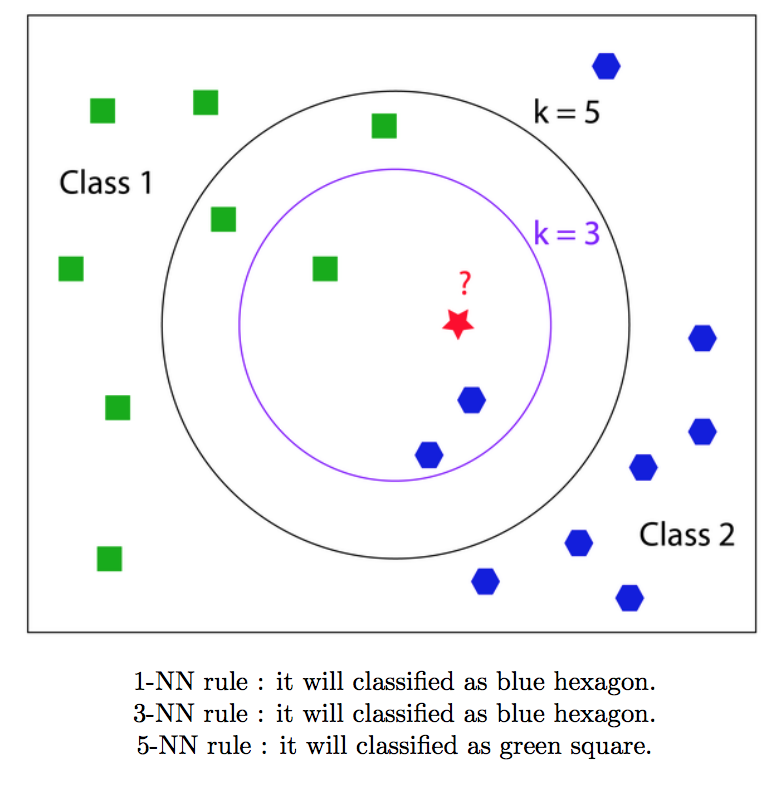 k = 5
Class 1
k = 3
?
Class 2
1-NN rule : it will classified as blue hexagon.
3-NN rule : it will classified as blue hexagon.
5-NN rule : it will classified as green square.